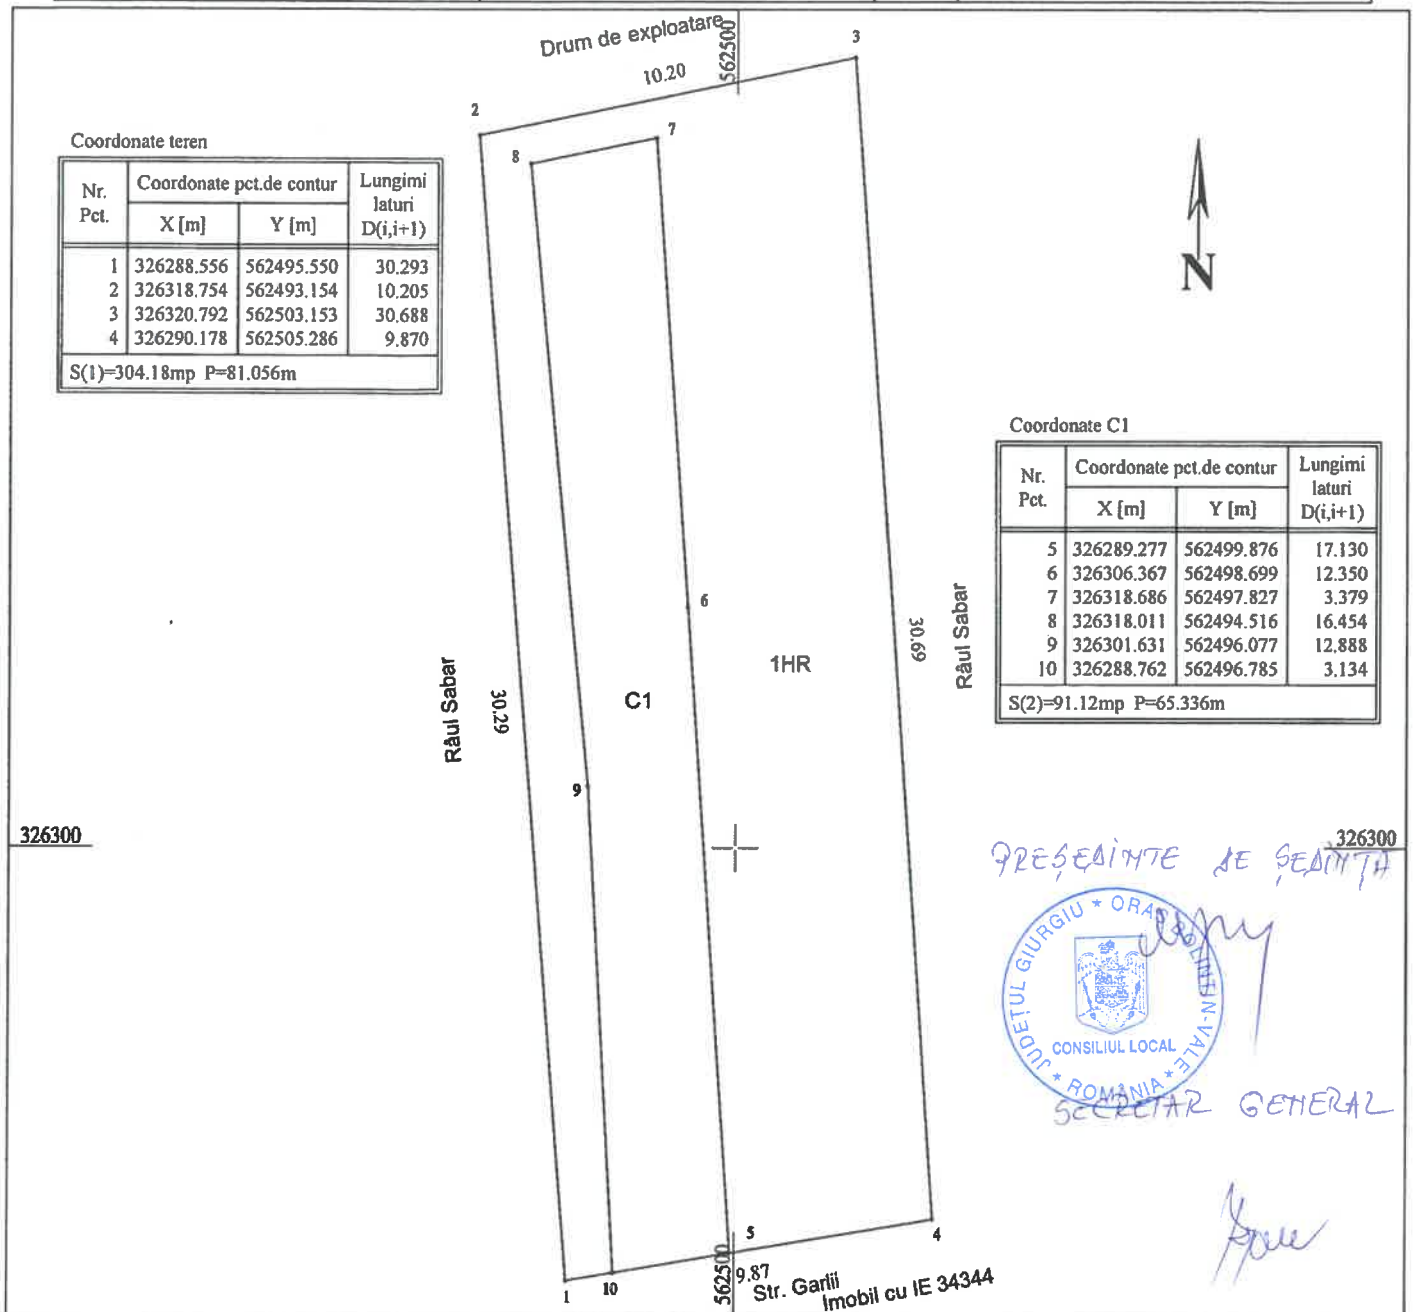 Drum de exploatare
562500
3
10.20
2
7
8
Coordonate teren
Nr. Pct. Coordonate pct.de contur Lungimi laturi D(i,i+1)
X [m] Y [m]
1 326288.556 562495.550 30.293
2 326318.754 562493.154 10.205
3 326320.792 562503.153 30.688
4 326290.178 562505.286 9.870
S(1)=304.18mp P=81.056m
N
Coordonate C1
Nr. Pct. Coordonate pct.de contur Lungimi laturi D(i,i+1)
X [m] Y [m]
5 326289.277 562499.876 17.130
6 326306.367 562498.699 12.350
7 326318.686 562497.827 3.379
8 326318.011 562494.516 16.454
9 326301.631 562496.077 12.888
10 326288.762 562496.785 3.134
S(2)=91.12mp P=65.336m
6
Râul Sabar
30.29
C1
1HR
30.69
Râul Sabar
9
326300
326300
PREȘEDINTE DE ȘEDINȚĂ
JUDEȚUL GIURGIU * ORAȘ BOLINTIN-VALE * ROMÂNIA *
CONSILIUL LOCAL
SECRETAR GENERAL
5
4
1
10
562500
9.87
Str. Garlii
Imobil cu IE 34344